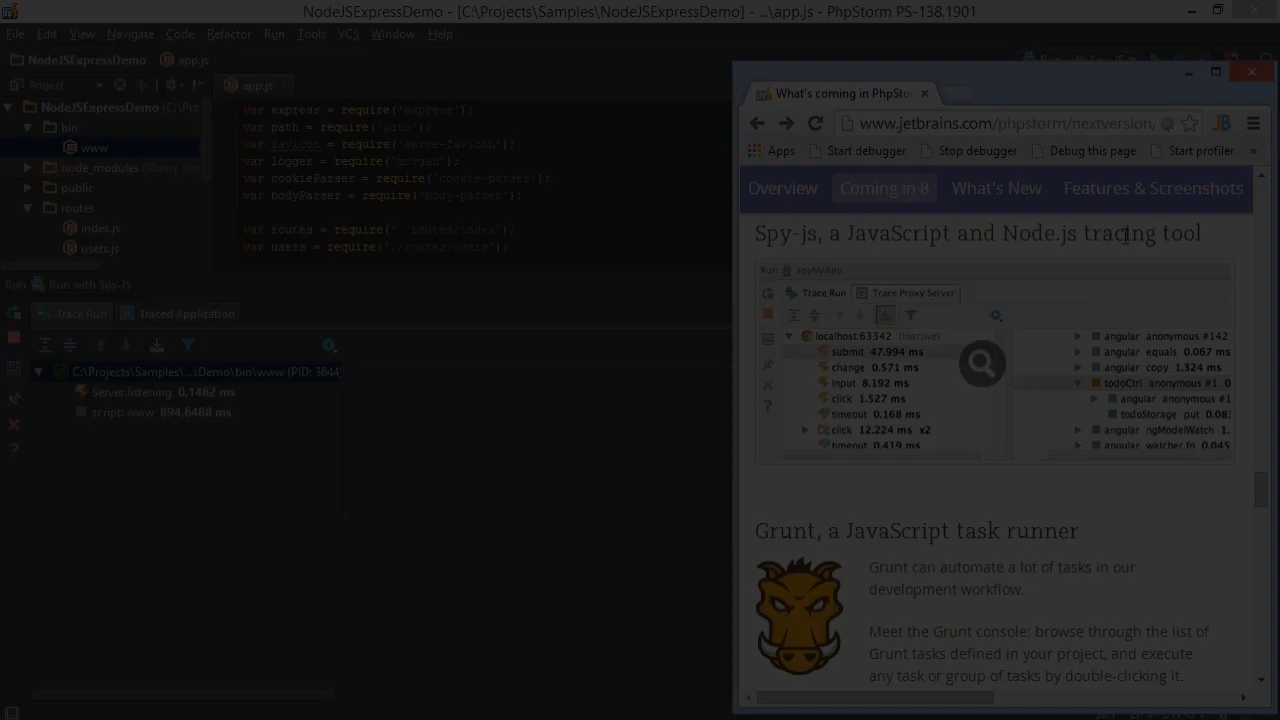 NodeJSExpressDemo - [C:\Projects\Samples\NodeJSExpressDemo] - ...\app.js - PhpStorm PS-138.1901
File Edit View Navigate Code Refactor Run Tools VCS Window Help
NodeJSExpressDemo app.js
Run with Spy-JS
Project
NodeJSExpressDemo (C:\Pro
bin
www
node_modules (library ho
public
routes
index.js
users.js
app.js
var express = require('express');
var path = require('path');
var favicon = require('serve-favicon');
var logger = require('morgan');
var cookieParser = require('cookie-parser');
var bodyParser = require('body-parser');
var routes = require('./routes/index');
var users = require('./routes/users');
Run Run with Spy-JS
Trace Run Traced Application
C:\Projects\Samples\...sDemo\bin\www (PID: 3644
Server listening 0,1462 ms
script: www 894,6488 ms
What's coming in PhpStor
www.jetbrains.com/phpstorm/nextversion,
Apps Start debugger Stop debugger Debug this page Start profiler »
Overview Coming in 8 What's New Features & Screenshots
Spy-js, a JavaScript and Node.js tracing tool
Run spyMyApp
Trace Run Trace Proxy Server
localhost:63342 (Inactive)
submit 47.994 ms
change 0.571 ms
input 8.192 ms
click 1.527 ms
timeout 0.168 ms
click 12.224 ms x2
timeout 0.419 ms
angular anonymous #142
angular equals 0.067 ms
angular copy 1.324 ms
todoCtrl anonymous #1 0
angular anonymous #1
todoStorage put 0.08
angular ngModelWatch 1.
angular watcher.fn 0.045
Grunt, a JavaScript task runner
Grunt can automate a lot of tasks in our
development workflow.
Meet the Grunt console: browse through the list of
Grunt tasks defined in your project, and execute
any task or group of tasks by double-clicking it.